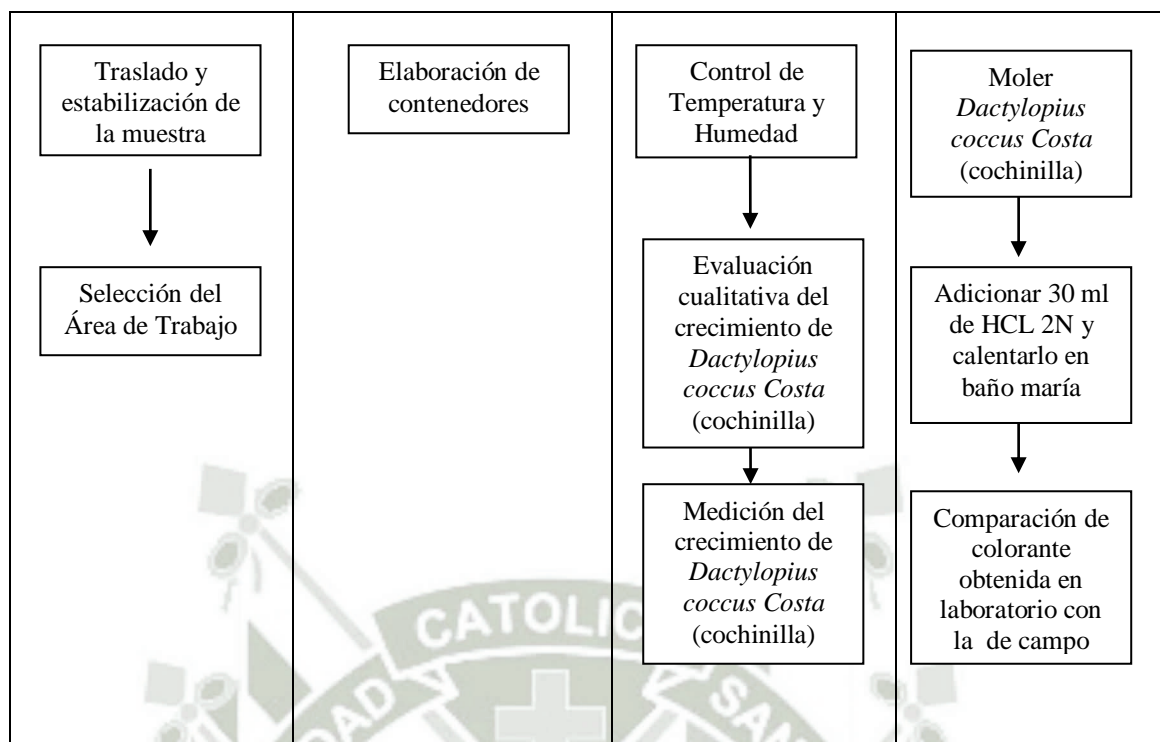 Traslado y
estabilización de
la muestra
Selección del
Área de Trabajo
Elaboración de
contenedores
Control de
Temperatura y
Humedad
Evaluación
cualitativa del
crecimiento de
Dactylopius
coccus Costa
(cochinilla)
Medición del
crecimiento de
Dactylopius
coccus Costa
(cochinilla)
Moler
Dactylopius
coccus Costa
(cochinilla)
Adicionar 30 ml
de HCL 2N y
calentarlo en
baño maría
Comparación de
colorante
obtenida en
laboratorio con
la de campo